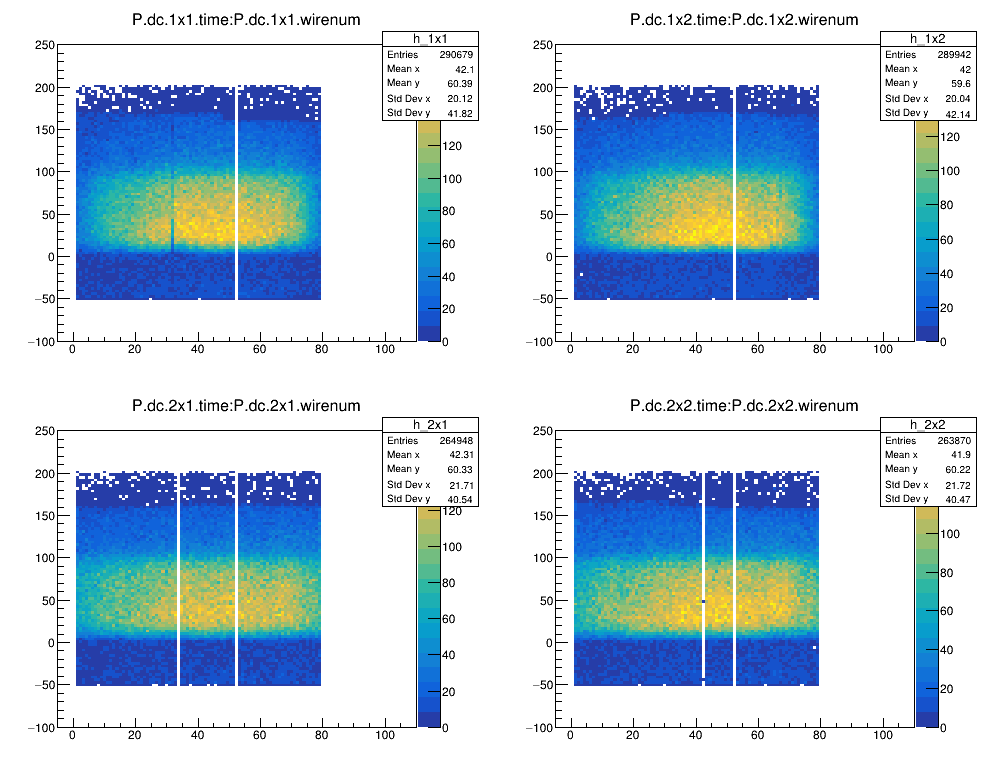 P.dc.1x1.time:P.dc.1x1.wirenum
h_1x1
Entries 290679
Mean x 42.1
Mean y 60.39
Std Dev x 20.12
Std Dev y 41.82
250
200
150
100
50
0
−50
−100
0 20 40 60 80 100
120
100
80
60
40
20
0
P.dc.1x2.time:P.dc.1x2.wirenum
h_1x2
Entries 289942
Mean x 42
Mean y 59.6
Std Dev x 20.04
Std Dev y 42.14
250
200
150
100
50
0
−50
−100
0 20 40 60 80 100
120
100
80
60
40
20
0
P.dc.2x1.time:P.dc.2x1.wirenum
h_2x1
Entries 264948
Mean x 42.31
Mean y 60.33
Std Dev x 21.71
Std Dev y 40.54
250
200
150
100
50
0
−50
−100
0 20 40 60 80 100
120
100
80
60
40
20
0
P.dc.2x2.time:P.dc.2x2.wirenum
h_2x2
Entries 263870
Mean x 41.9
Mean y 60.22
Std Dev x 21.72
Std Dev y 40.47
250
200
150
100
50
0
−50
−100
0 20 40 60 80 100
100
80
60
40
20
0